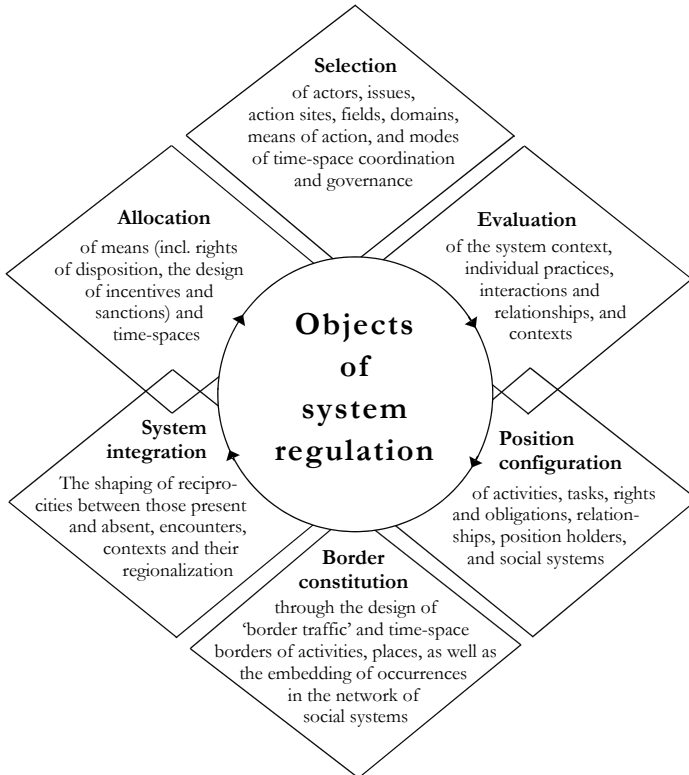 Selection
of actors, issues,
action sites, fields, domains,
means of action, and modes
of time-space coordination
and governance
Allocation
of means (incl. rights
of disposition, the design
of incentives and
sanctions) and
time-spaces
Evaluation
of the system context,
individual practices,
interactions and
relationships, and
contexts
Objects
of
system
regulation
System
integration
The shaping of recipro-
cities between those present
and absent, encounters,
contexts and their
regionalization
Position
configuration
of activities, tasks, rights
and obligations, relation-
ships, position holders,
and social systems
Border
constitution
through the design of
‘border traffic’ and time-space
borders of activities, places, as well as
the embedding of occurrences
in the network of
social systems